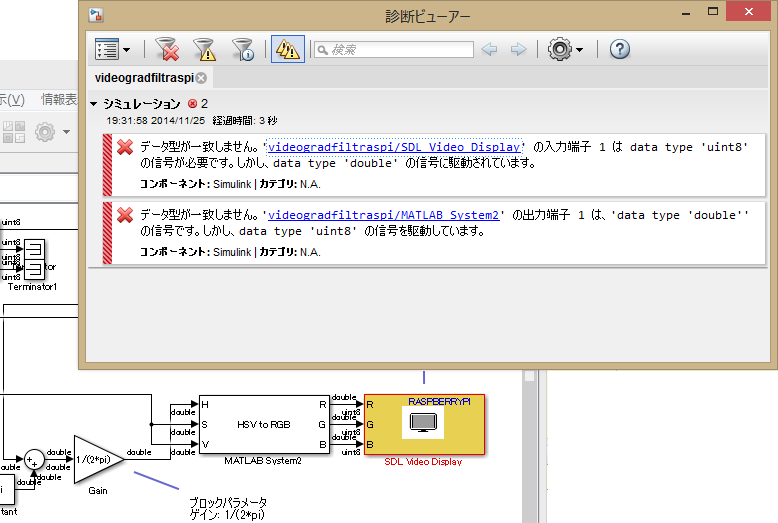 診断ビューアー
検索
videogradfiltraspi
シミュレーション 2
19:31:58 2014/11/25 経過時間: 3 秒
データ型が一致しません。'videogradfiltraspi/SDL Video Display' の入力端子 1 は data type 'uint8'
の信号が必要です。しかし、data type 'double' の信号に駆動されています。
コンポーネント: Simulink | カテゴリ: N.A.
データ型が一致しません。'videogradfiltraspi/MATLAB System2' の出力端子 1 は、'data type 'double''
の信号です。しかし、data type 'uint8' の信号を駆動しています。
コンポーネント: Simulink | カテゴリ: N.A.
示(V) 情報表
uint8
uint8
uint8
uint8
Terminator1
double
H
double
S
double
V
double
HSV to RGB
R
G
B
MATLAB System2
double
uint8
double
uint8
double
uint8
RASPBERRYPI
R
G
B
SDL Video Display
double
double
double
1/(2*pi)
double
Gain
i
tant
ブロックパラメータ
ゲイン: 1/(2*pi)